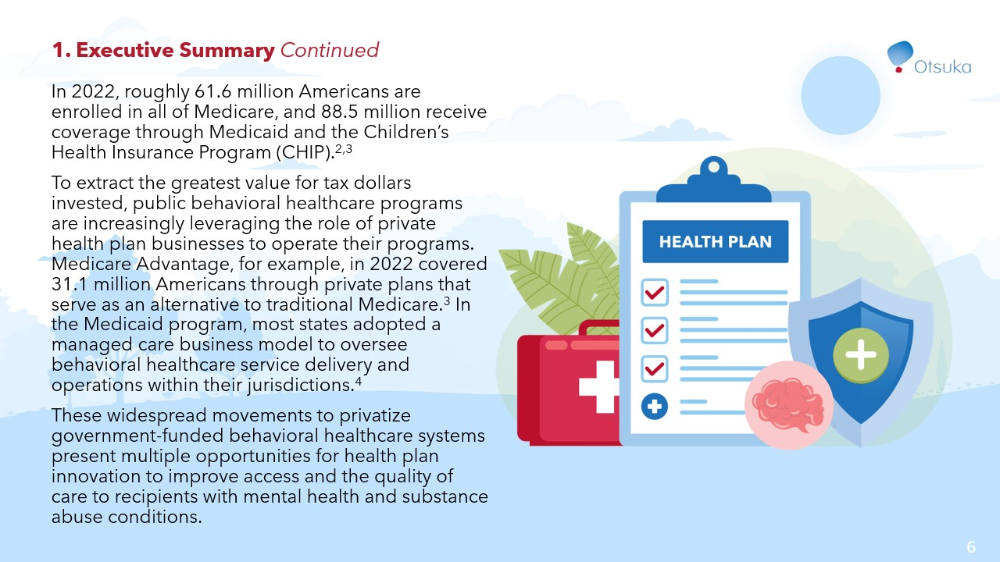 1. Executive Summary Continued
Otsuka
In 2022, roughly 61.6 million Americans are
enrolled in all of Medicare, and 88.5 million receive
coverage through Medicaid and the Children’s
Health Insurance Program (CHIP).2,3
To extract the greatest value for tax dollars
invested, public behavioral healthcare programs
are increasingly leveraging the role of private
health plan businesses to operate their programs.
Medicare Advantage, for example, in 2022 covered
31.1 million Americans through private plans that
serve as an alternative to traditional Medicare.3 In
the Medicaid program, most states adopted a
managed care business model to oversee
behavioral healthcare service delivery and
operations within their jurisdictions.4
These widespread movements to privatize
government-funded behavioral healthcare systems
present multiple opportunities for health plan
innovation to improve access and the quality of
care to recipients with mental health and substance
abuse conditions.
HEALTH PLAN
6